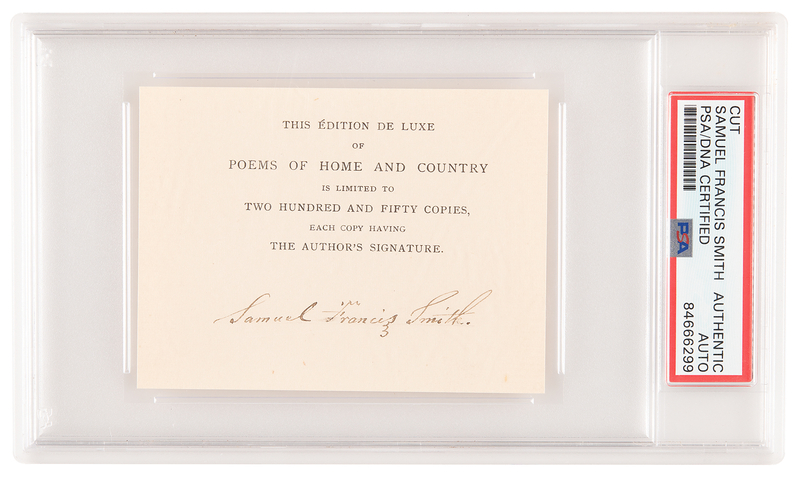 THIS ÉDITION DE LUXE
OF
POEMS OF HOME AND COUNTRY
IS LIMITED TO
TWO HUNDRED AND FIFTY COPIES,
EACH COPY HAVING
THE AUTHOR'S SIGNATURE.
Samuel Francis Smith.
CUT
SAMUEL FRANCIS SMITH AUTHENTIC
PSA/DNA CERTIFIED AUTO
84666299
PSA